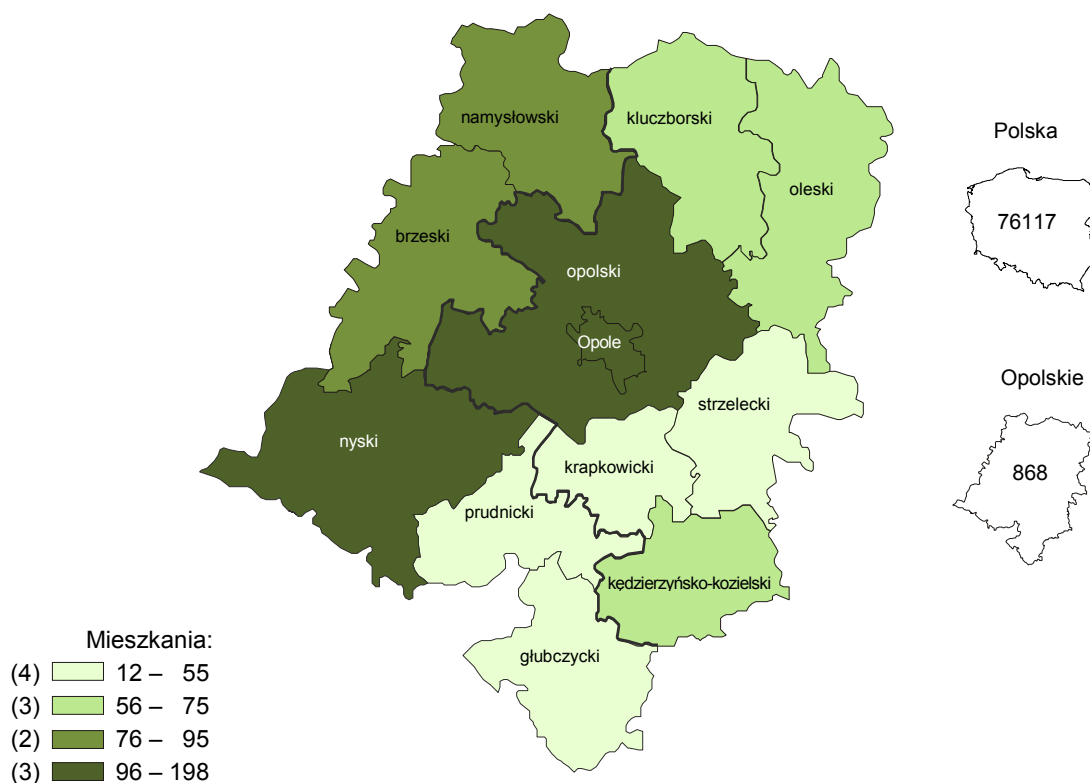 namysłowski
kluczborski
oleski
brzeski
opolski
Opole
strzelecki
nyski
krapkowicki
prudnicki
kędzierzyńsko-kozielski
głubczycki
Polska
76117
Opolskie
868
Mieszkania:
(4) 12 – 55
(3) 56 – 75
(2) 76 – 95
(3) 96 – 198